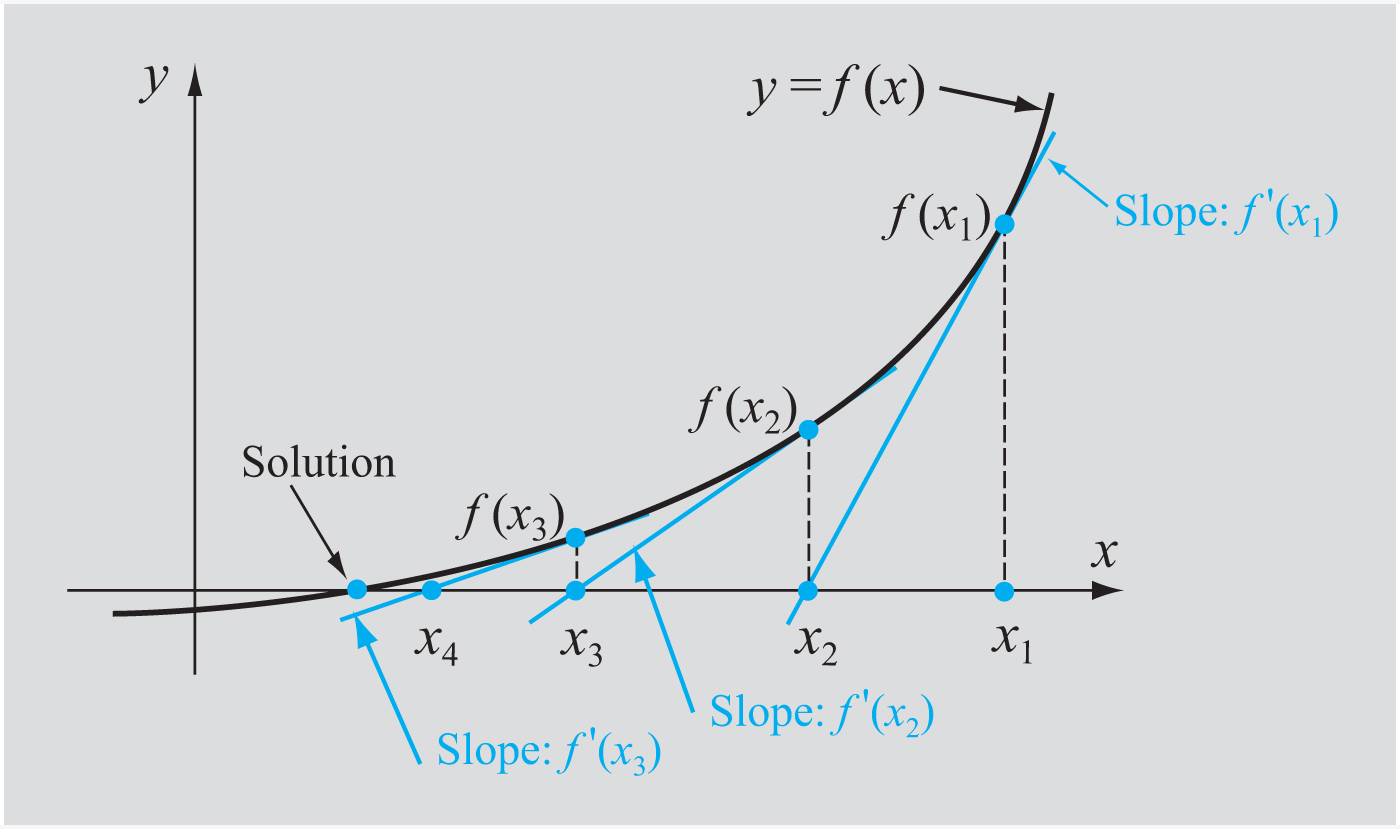 y
y = f(x)
f(x₁)
Slope: f'(x₁)
f(x₂)
Solution
f(x₃)
x
x₄
x₃
x₂
x₁
Slope: f'(x₂)
Slope: f'(x₃)